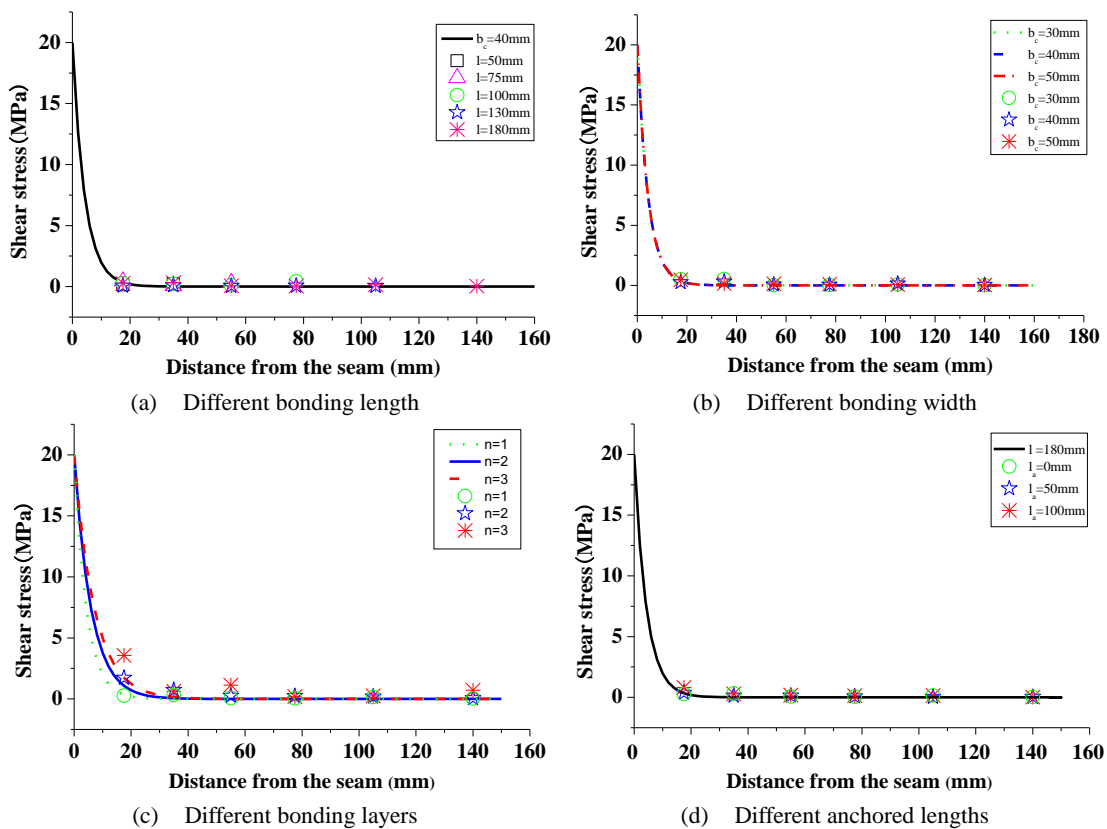 20
15
10
5
0
Shear stress(MPa)
0 20 40 60 80 100 120 140 160
Distance from the seam (mm)
b_c=40mm
l=50mm
l=75mm
l=100mm
l=130mm
l=180mm
(a) Different bonding length
20
15
10
5
0
Shear stress(MPa)
0 20 40 60 80 100 120 140 160 180
Distance from the seam (mm)
b_c=30mm
b_c=40mm
b_c=50mm
b_c=30mm
b_c=40mm
b_c=50mm
(b) Different bonding width
20
15
10
5
0
Shear stress(MPa)
0 20 40 60 80 100 120 140 160
Distance from the seam (mm)
n=1
n=2
n=3
n=1
n=2
n=3
(c) Different bonding layers
20
15
10
5
0
Shear stress(MPa)
0 20 40 60 80 100 120 140 160
Distance from the seam (mm)
l =180mm
l_a=0mm
l_a=50mm
l_a=100mm
(d) Different anchored lengths